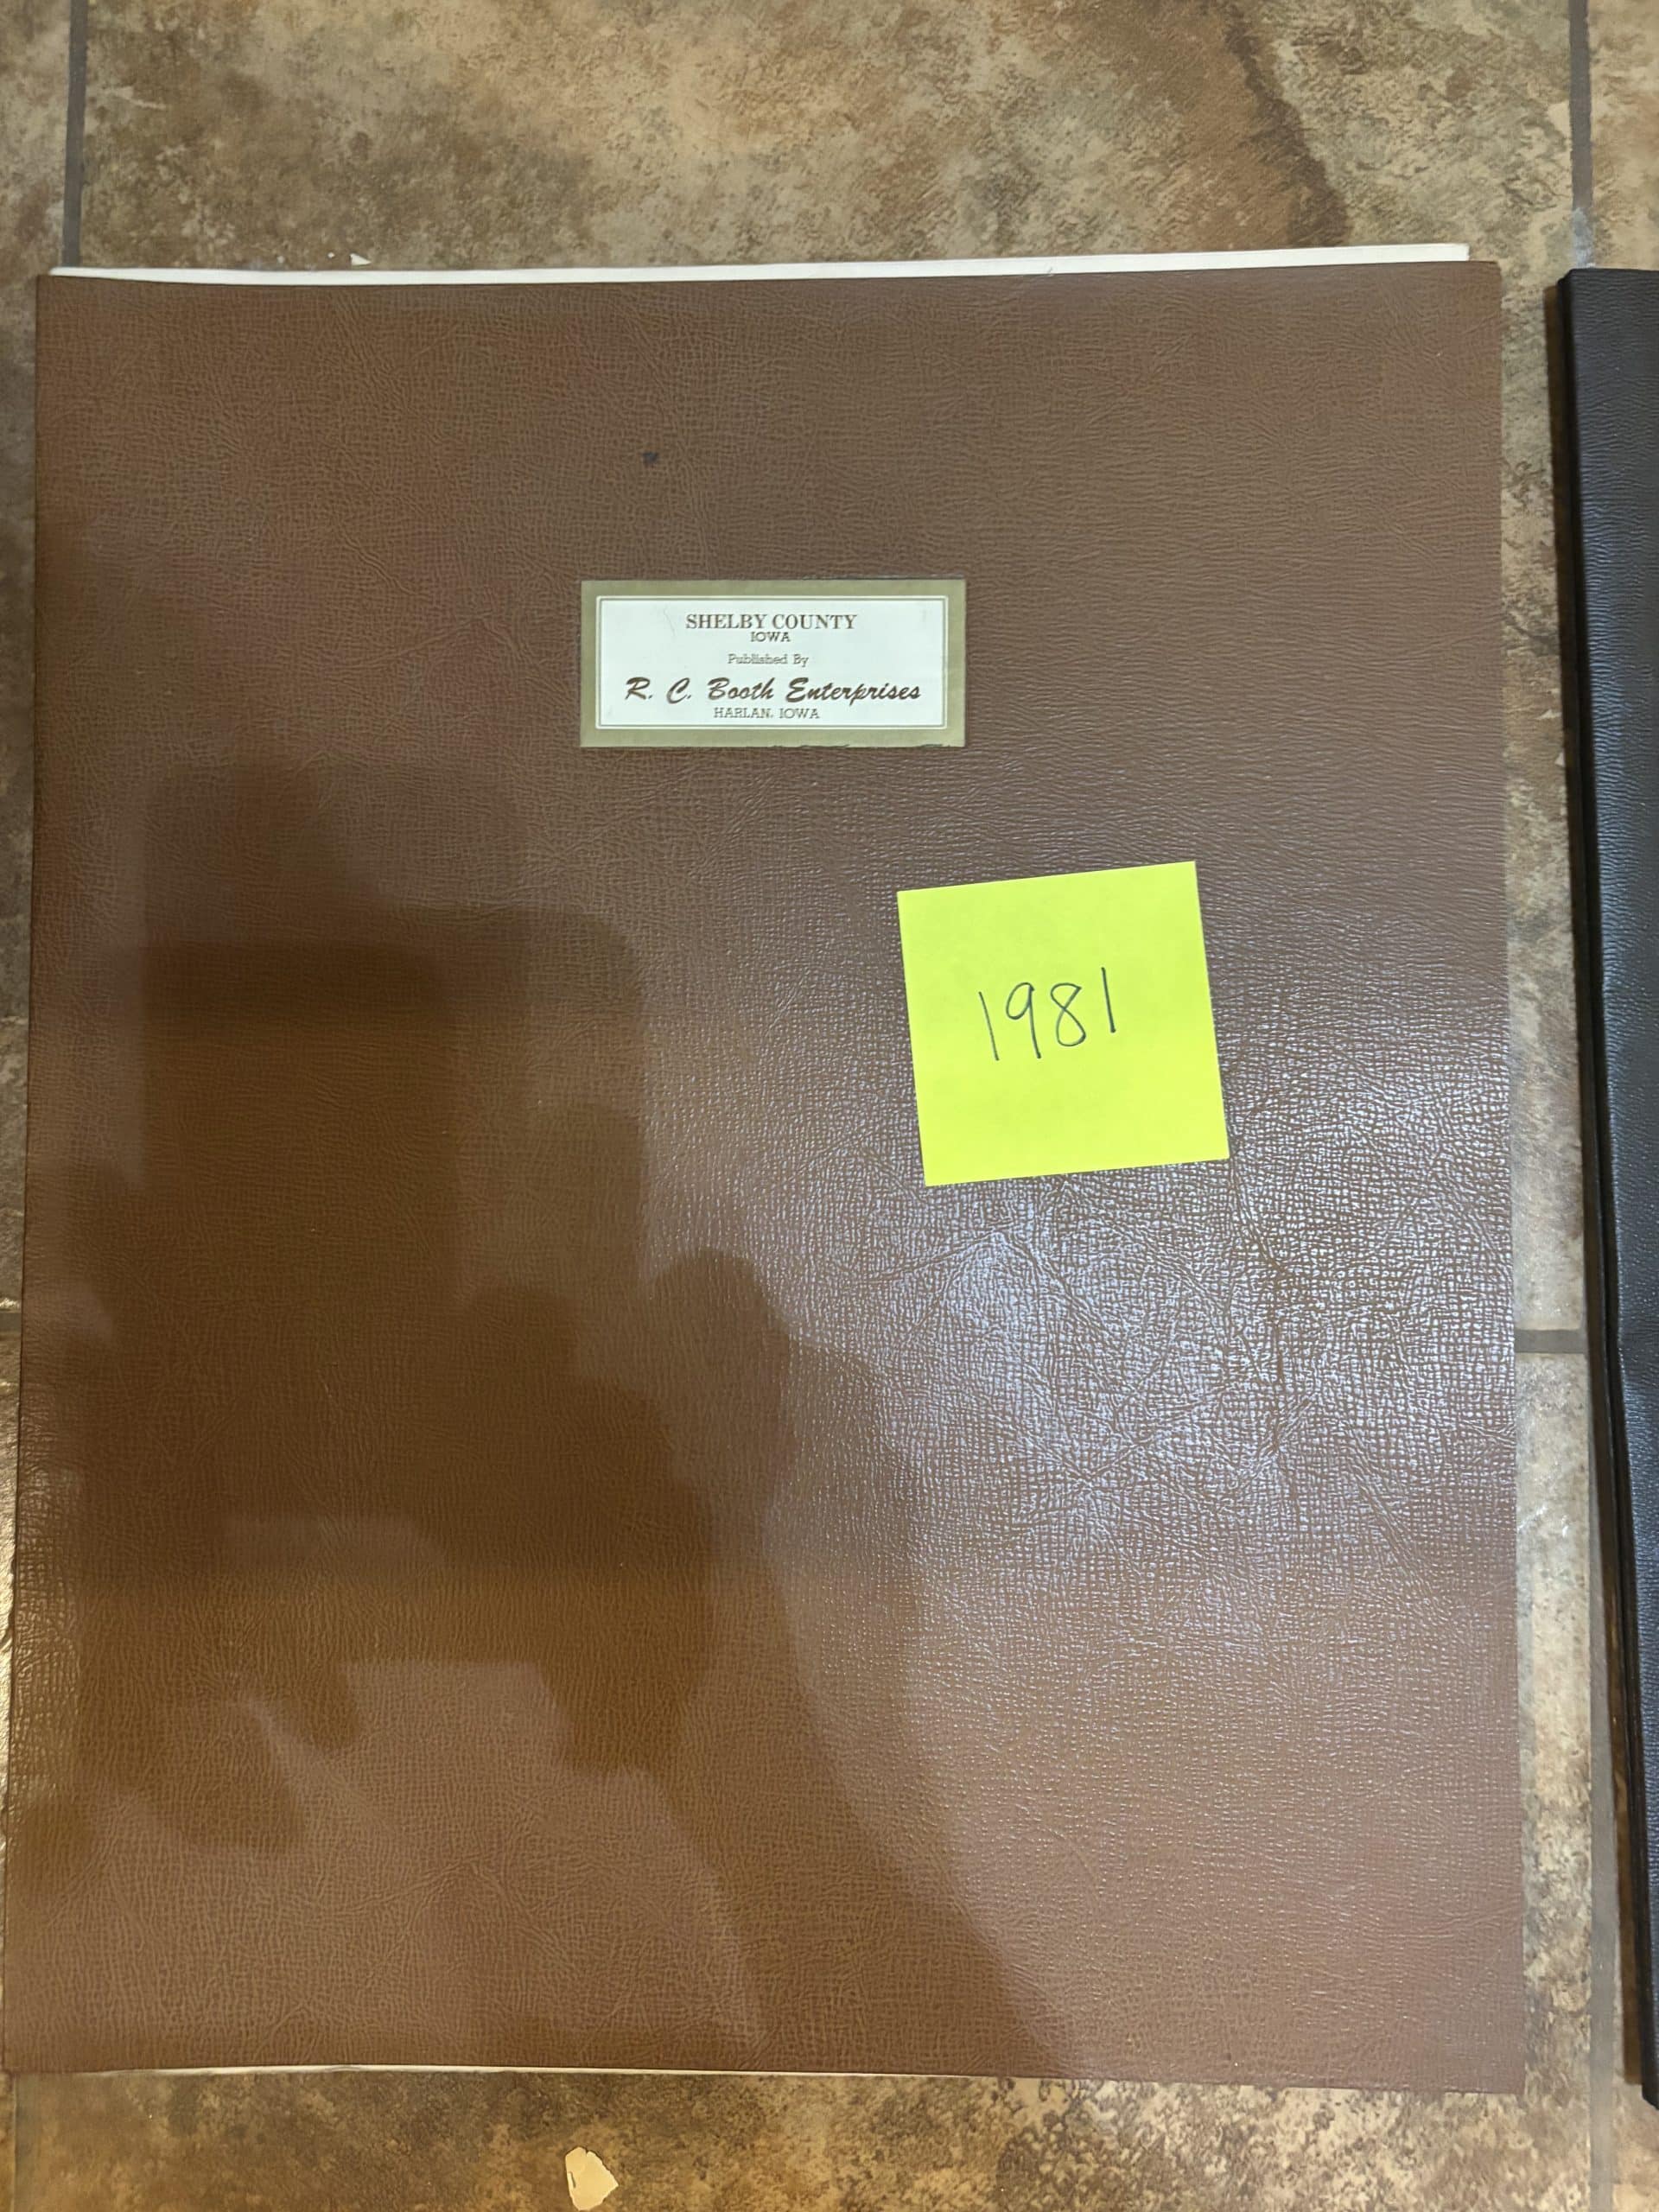 SHELBY COUNTY
IOWA
Published By
R. C. Booth Enterprises
HARLAN, IOWA
1981